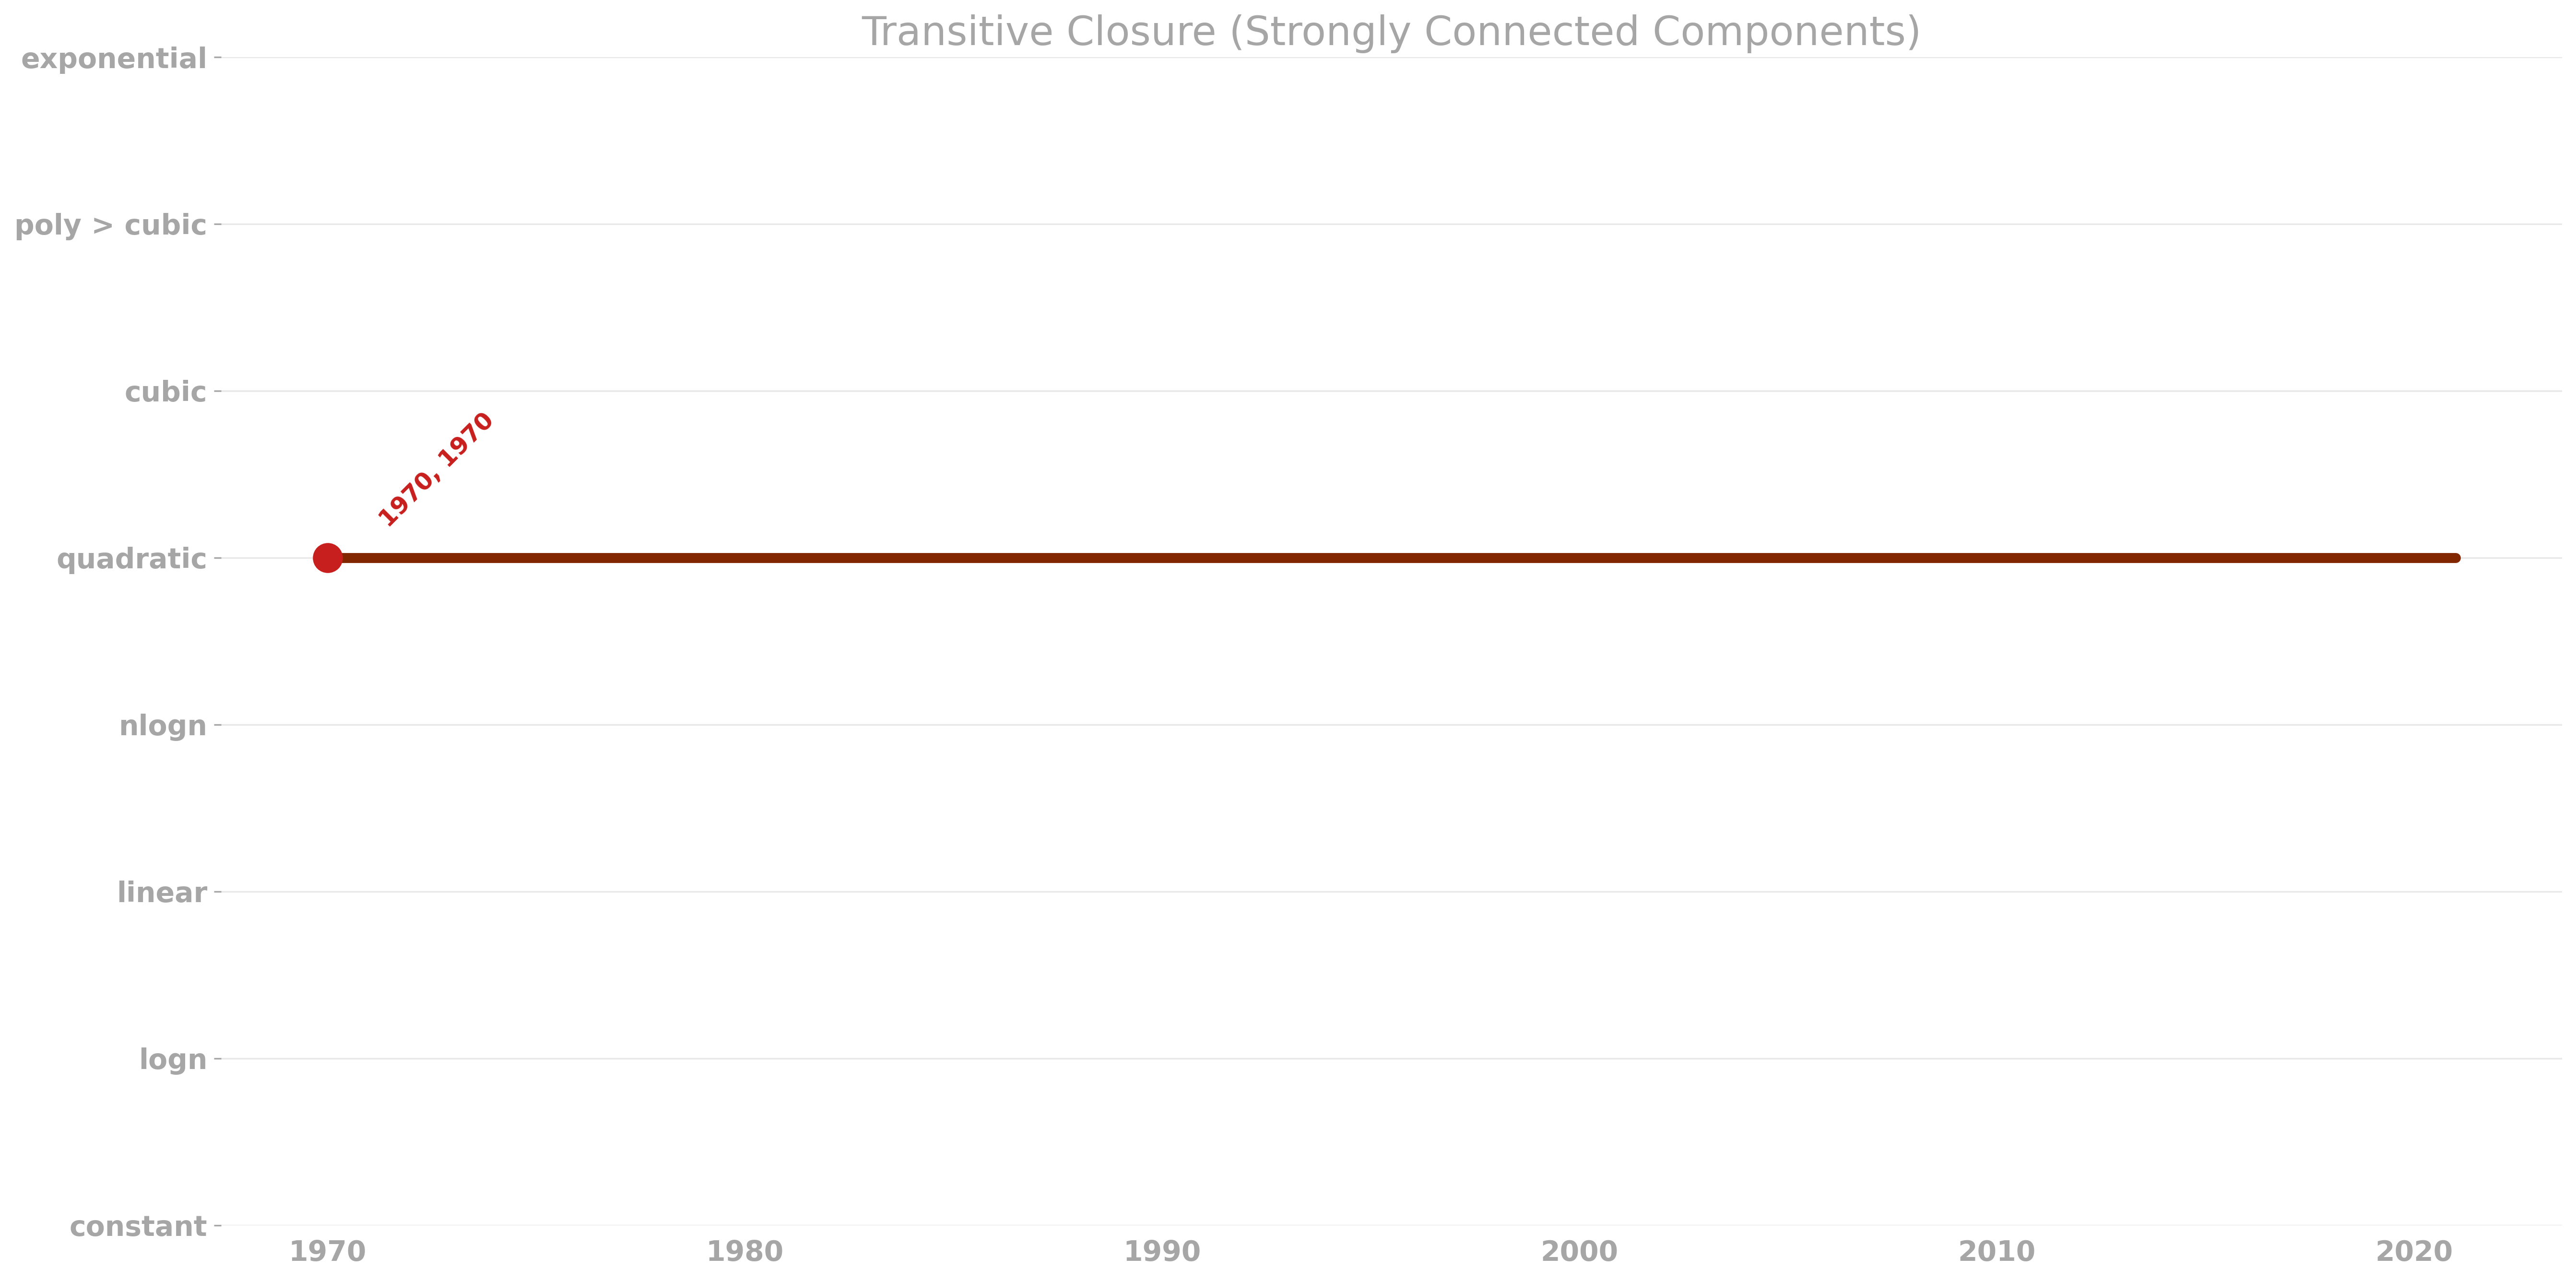 Transitive Closure (Strongly Connected Components)
exponential
poly > cubic
cubic
1970, 1970
quadratic
nlogn
linear
logn
constant
1970 1980 1990 2000 2010 2020